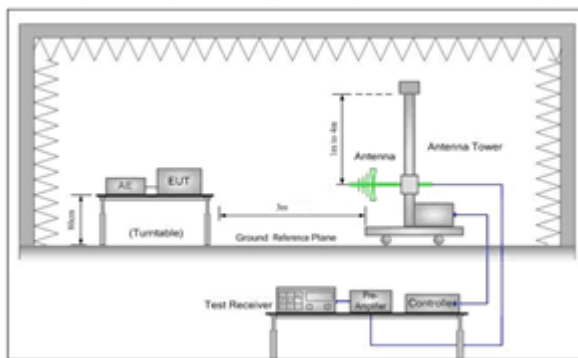 1m to 4m
Antenna
Antenna Tower
AE
EUT
80cm
3m
(Turntable)
Ground Reference Plane
Test Receiver
Pre-
Amplifier
Controller